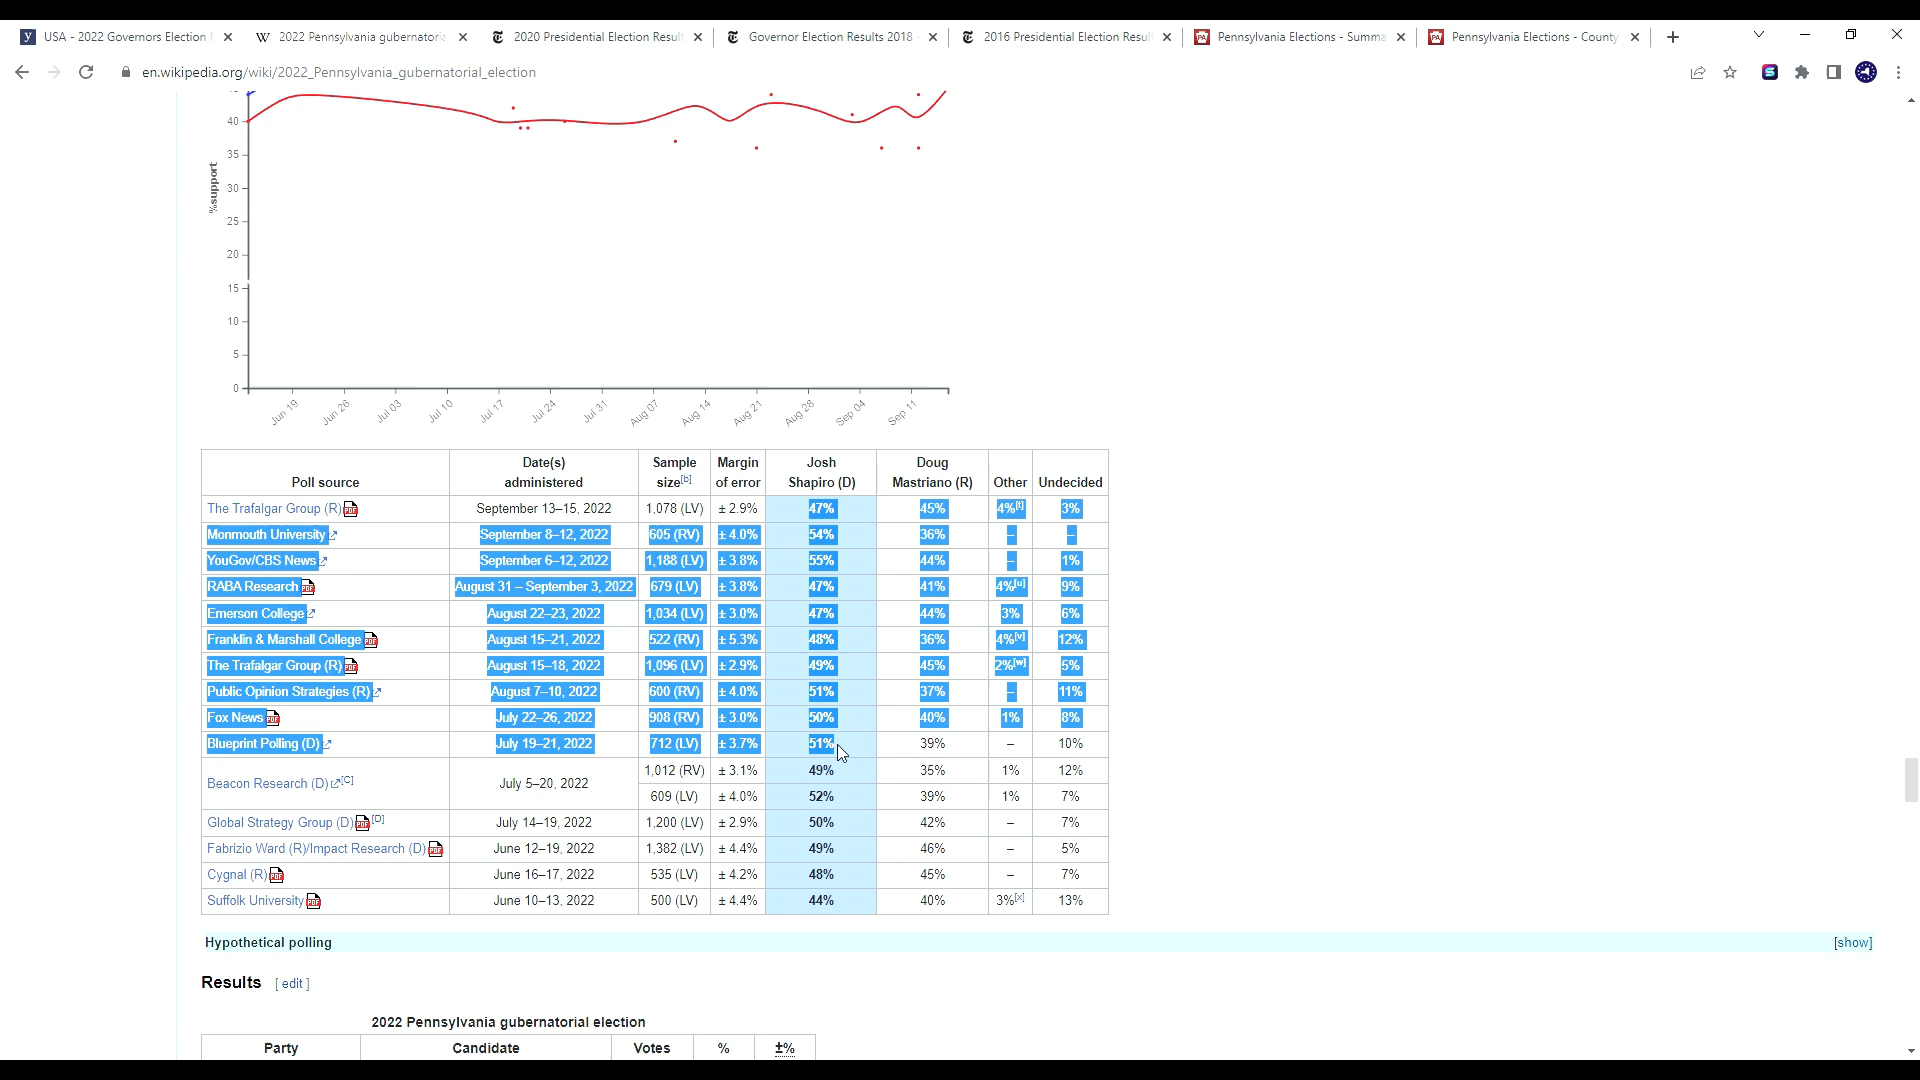 USA - 2022 Governors Election
2022 Pennsylvania gubernatoria
2020 Presidential Election Result
Governor Election Results 2018 -
2016 Presidential Election Result
Pennsylvania Elections - Summa
Pennsylvania Elections - County
en.wikipedia.org/wiki/2022_Pennsylvania_gubernatorial_election
40
35
30
25
20
15
10
5
0
%support
Jun 19 Jun 26 Jul 03 Jul 10 Jul 17 Jul 24 Jul 31 Aug 07 Aug 14 Aug 21 Aug 28 Sep 04 Sep 11
Poll source Date(s) administered Sample size[b] Margin of error Josh Shapiro (D) Doug Mastriano (R) Other Undecided
The Trafalgar Group (R) September 13–15, 2022 1,078 (LV) ± 2.9% 47% 45% 4%[t] 3%
Monmouth University September 8–12, 2022 605 (RV) ± 4.0% 54% 36% – –
YouGov/CBS News September 6–12, 2022 1,188 (LV) ± 3.8% 55% 44% – 1%
RABA Research August 31 – September 3, 2022 679 (LV) ± 3.8% 47% 41% 4%[u] 9%
Emerson College August 22–23, 2022 1,034 (LV) ± 3.0% 47% 44% 3% 6%
Franklin & Marshall College August 15–21, 2022 522 (RV) ± 5.3% 48% 36% 4%[v] 12%
The Trafalgar Group (R) August 15–18, 2022 1,096 (LV) ± 2.9% 49% 45% 2%[w] 5%
Public Opinion Strategies (R) August 7–10, 2022 600 (RV) ± 4.0% 51% 37% – 11%
Fox News July 22–26, 2022 908 (RV) ± 3.0% 50% 40% 1% 8%
Blueprint Polling (D) July 19–21, 2022 712 (LV) ± 3.7% 51% 39% – 10%
Beacon Research (D)[C] July 5–20, 2022 1,012 (RV) ± 3.1% 49% 35% 1% 12%
609 (LV) ± 4.0% 52% 39% 1% 7%
Global Strategy Group (D)[D] July 14–19, 2022 1,200 (LV) ± 2.9% 50% 42% – 7%
Fabrizio Ward (R)/Impact Research (D) June 12–19, 2022 1,382 (LV) ± 4.4% 49% 46% – 5%
Cygnal (R) June 16–17, 2022 535 (LV) ± 4.2% 48% 45% – 7%
Suffolk University June 10–13, 2022 500 (LV) ± 4.4% 44% 40% 3%[x] 13%
Hypothetical polling [show]
Results [ edit ]
2022 Pennsylvania gubernatorial election
Party Candidate Votes % ±%